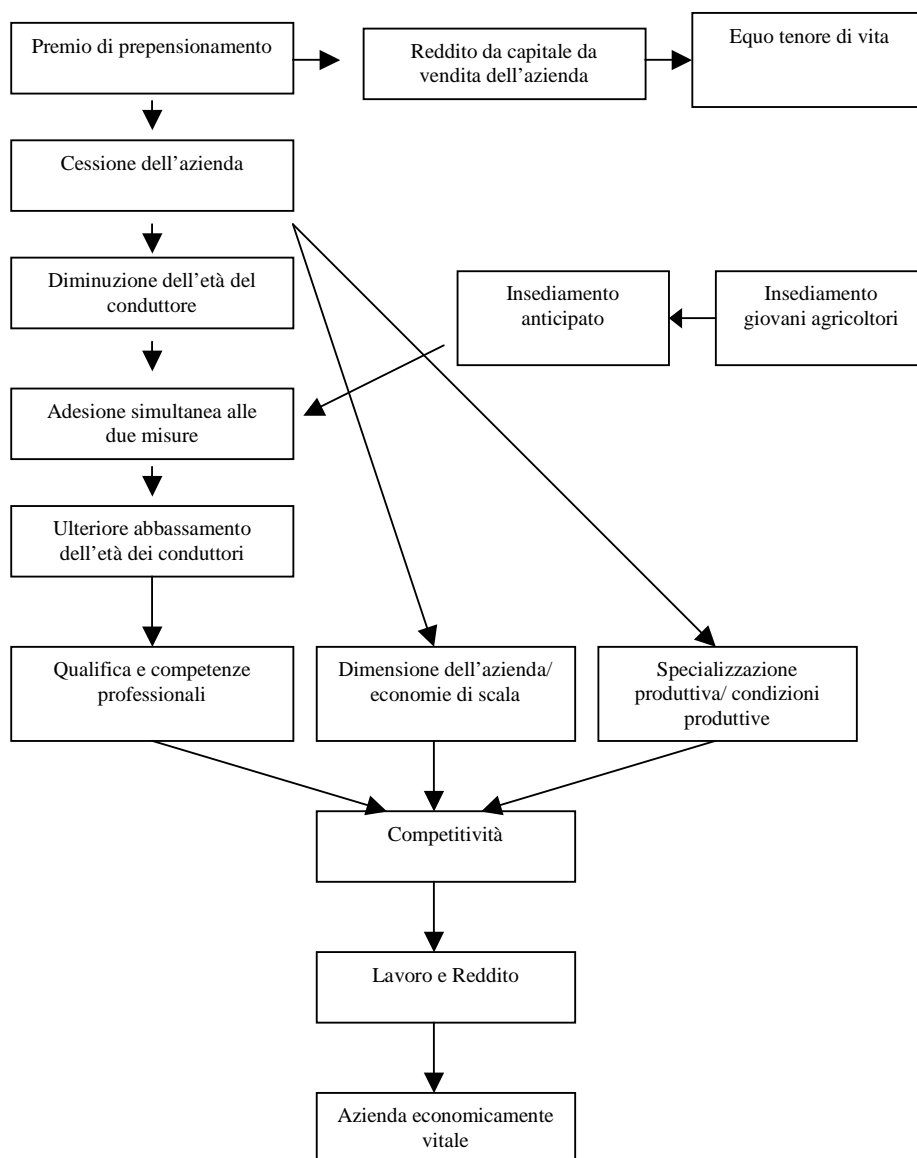 Premio di prepensionamento
Reddito da capitale da
vendita dell’azienda
Equo tenore di vita
Cessione dell’azienda
Diminuzione dell’età del
conduttore
Insediamento
anticipato
Insediamento
giovani agricoltori
Adesione simultanea alle
due misure
Ulteriore abbassamento
dell’età dei conduttori
Qualifica e competenze
professionali
Dimensione dell’azienda/
economie di scala
Specializzazione
produttiva/ condizioni
produttive
Competitività
Lavoro e Reddito
Azienda economicamente
vitale